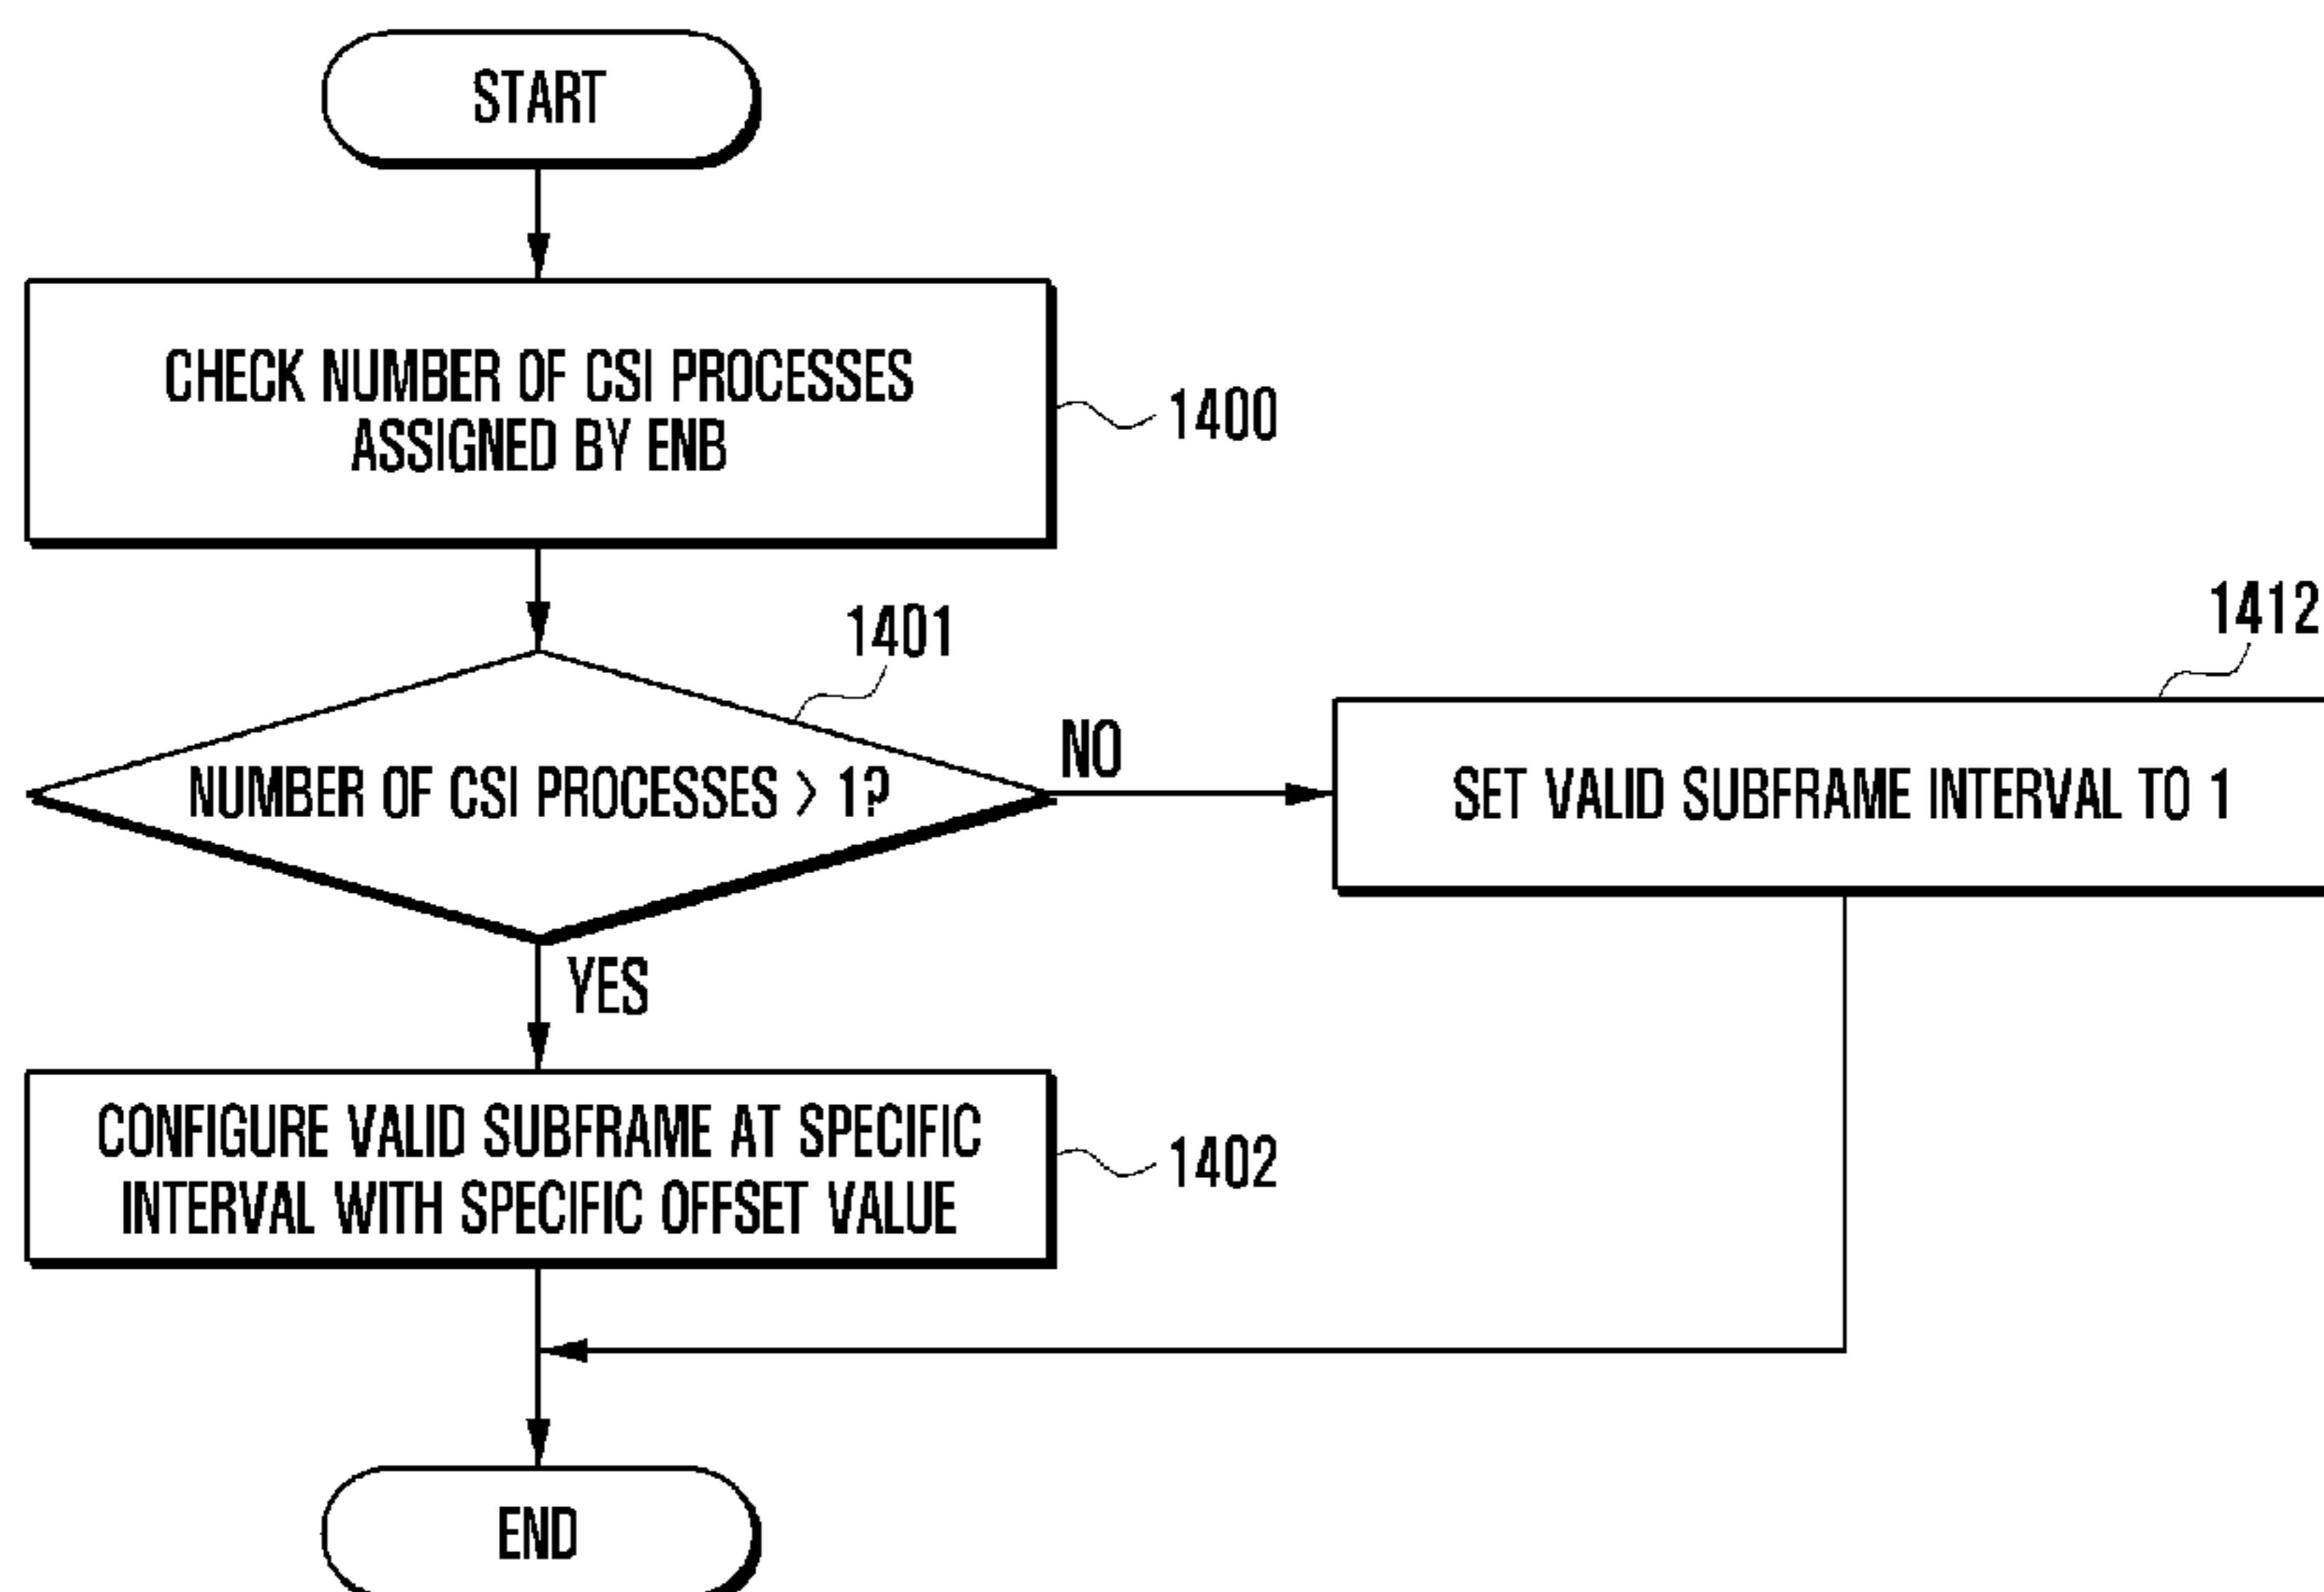 START
CHECK NUMBER OF CSI PROCESSES
ASSIGNED BY ENB
1400
1401
1412
NUMBER OF CSI PROCESSES > 1?
NO
SET VALID SUBFRAME INTERVAL TO 1
YES
CONFIGURE VALID SUBFRAME AT SPECIFIC
INTERVAL WITH SPECIFIC OFFSET VALUE
1402
END